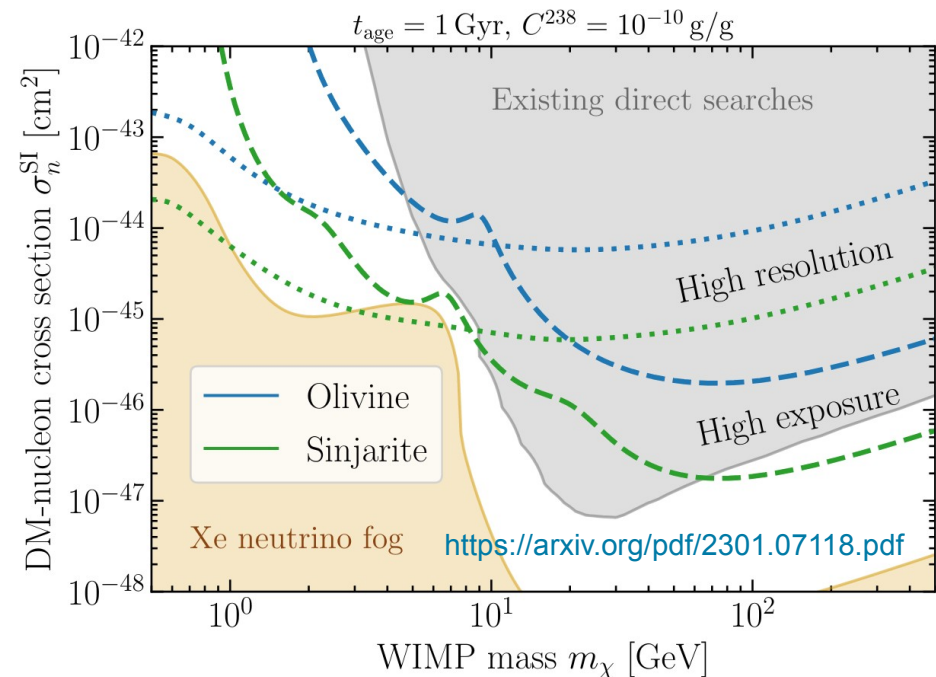 t_age = 1 Gyr, C^238 = 10^−10 g/g
DM-nucleon cross section σ_n^SI [cm^2]
10^−42
10^−43
10^−44
10^−45
10^−46
10^−47
10^−48
Existing direct searches
High resolution
High exposure
Olivine
Sinjarite
Xe neutrino fog
https://arxiv.org/pdf/2301.07118.pdf
10^0
10^1
10^2
WIMP mass m_χ [GeV]